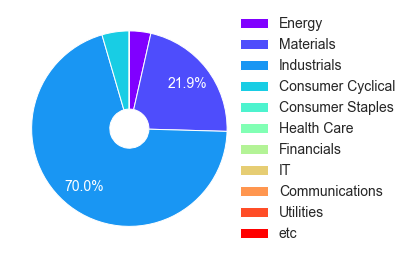 Energy
21.9%
Materials
Industrials
Consumer Cyclical
Consumer Staples
Health Care
Financials
IT
70.0%
Communications
Utilities
etc